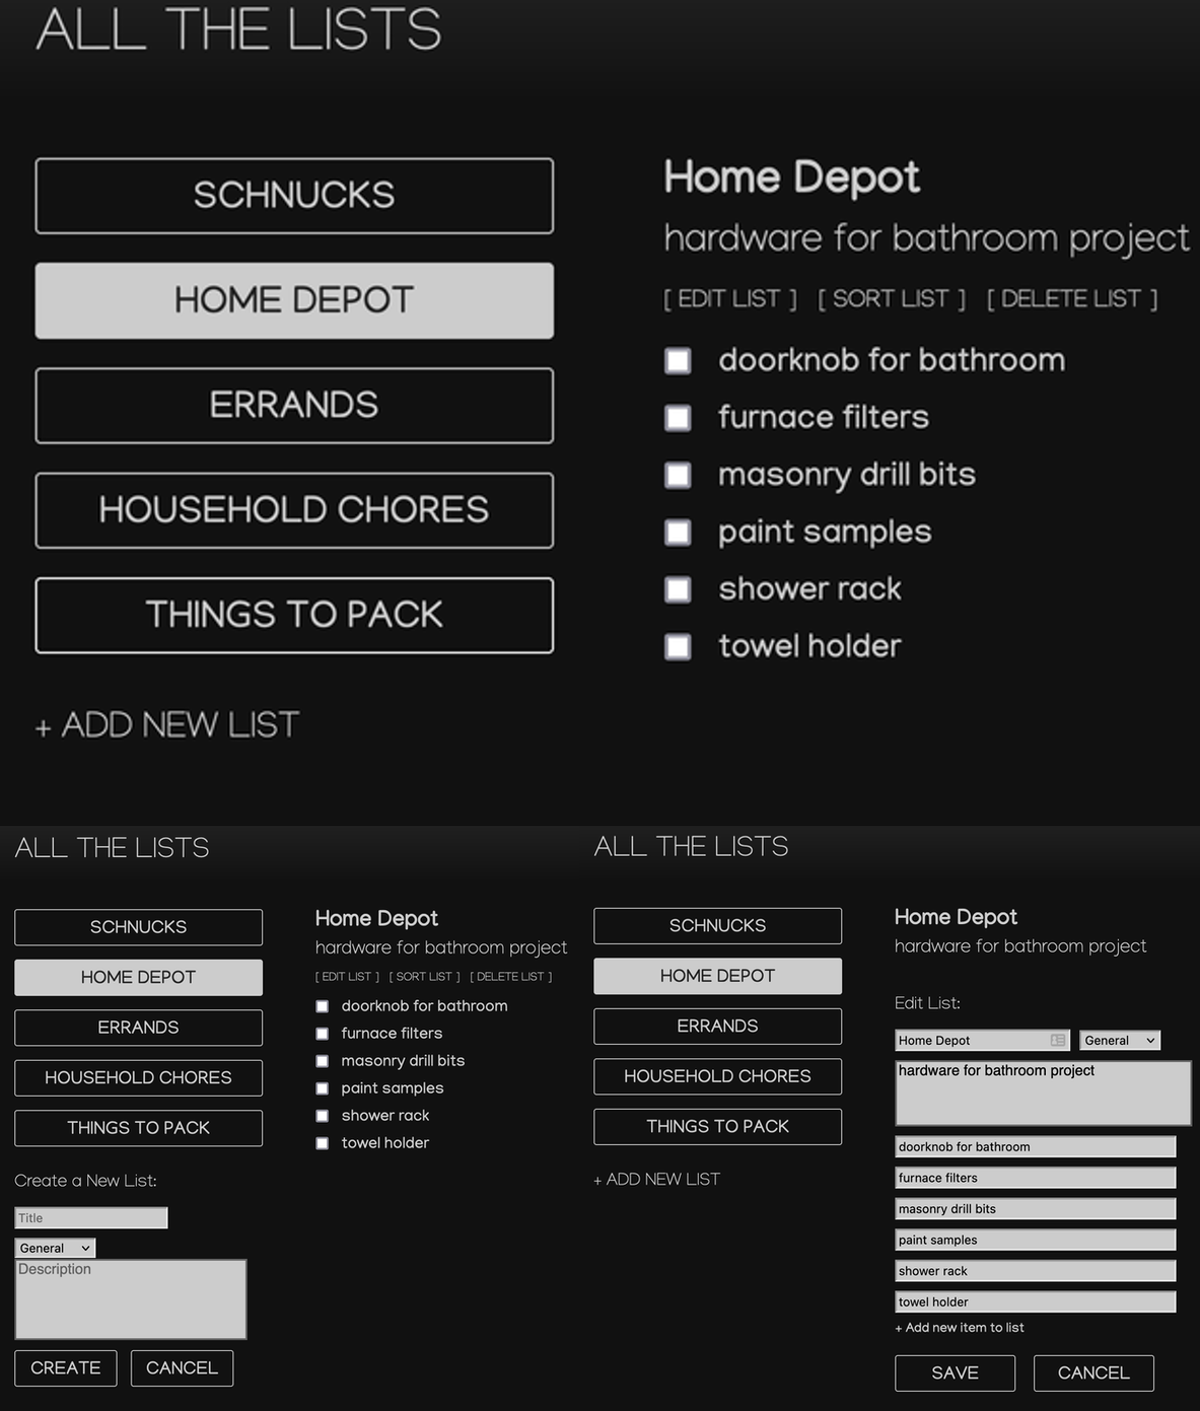 ALL THE LISTS
SCHNUCKS
HOME DEPOT
ERRANDS
HOUSEHOLD CHORES
THINGS TO PACK
+ ADD NEW LIST
Home Depot
hardware for bathroom project
[ EDIT LIST ] [ SORT LIST ] [ DELETE LIST ]
doorknob for bathroom
furnace filters
masonry drill bits
paint samples
shower rack
towel holder
ALL THE LISTS
SCHNUCKS
HOME DEPOT
ERRANDS
HOUSEHOLD CHORES
THINGS TO PACK
Create a New List:
Title
General
Description
CREATE CANCEL
Home Depot
hardware for bathroom project
[ EDIT LIST ] [ SORT LIST ] [ DELETE LIST ]
doorknob for bathroom
furnace filters
masonry drill bits
paint samples
shower rack
towel holder
ALL THE LISTS
SCHNUCKS
HOME DEPOT
ERRANDS
HOUSEHOLD CHORES
THINGS TO PACK
+ ADD NEW LIST
Home Depot
hardware for bathroom project
Edit List:
Home Depot General
hardware for bathroom project
doorknob for bathroom
furnace filters
masonry drill bits
paint samples
shower rack
towel holder
+ Add new item to list
SAVE CANCEL